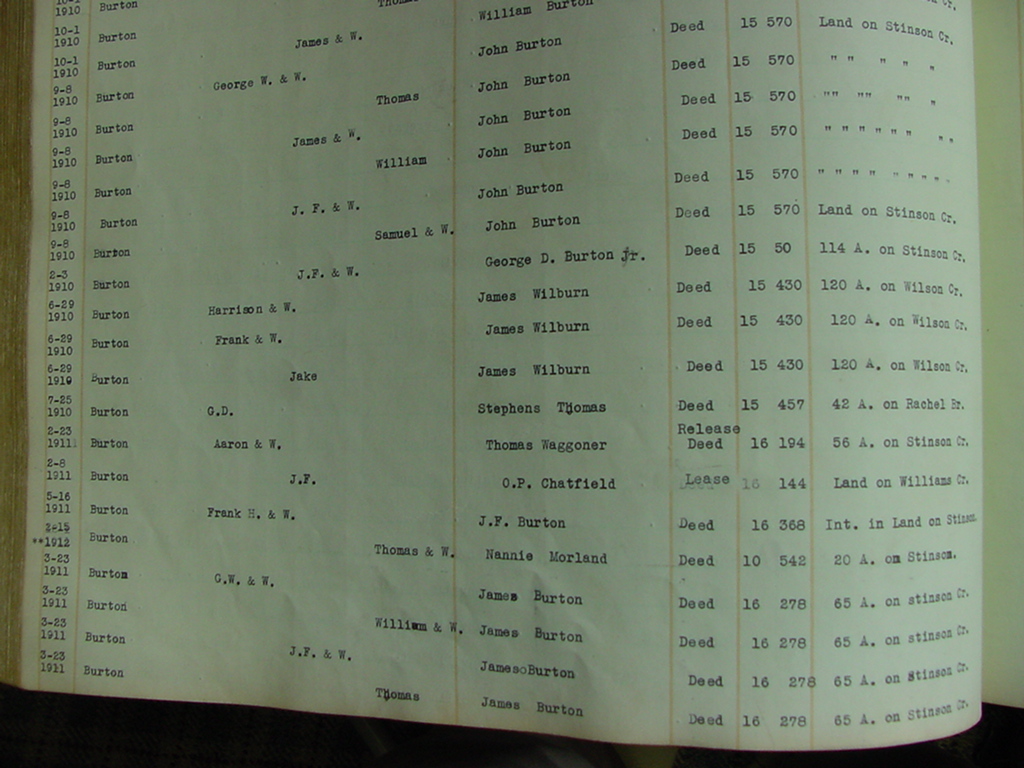 10-1 1910 Burton
10-1 1910 Burton Thomas
10-1 1910 Burton James & W. William Burton Cr.
9-8 1910 Burton George W. & W. John Burton Deed 15 570 Land on Stinson Cr.
9-8 1910 Burton Thomas John Burton Deed 15 570 " " " " "
9-8 1910 Burton James & W. John Burton Deed 15 570 "" "" "" "
9-8 1910 Burton William John Burton Deed 15 570 " " " " " " " "
9-8 1910 Burton J. F. & W. John Burton Deed 15 570 " " " " " " " " "
9-8 1910 Burton Samuel & W. John Burton Deed 15 570 Land on Stinson Cr.
2-3 1910 Burton J.F. & W. George D. Burton Jr. Deed 15 50 114 A. on Stinson Cr.
6-29 1910 Burton Harrison & W. James Wilburn Deed 15 430 120 A. on Wilson Cr.
6-29 1910 Burton Frank & W. James Wilburn Deed 15 430 120 A. on Wilson Cr.
6-29 1910 Burton Jake James Wilburn Deed 15 430 120 A. on Wilson Cr.
7-25 1910 Burton G.D. Stephens Thomas Deed 15 457 42 A. on Rachel Br.
2-23 1911 Burton Aaron & W. Thomas Waggoner Release Deed 16 194 56 A. on Stinson Cr.
2-8 1911 Burton J.F. O.P. Chatfield Lease 16 144 Land on Williams Cr.
5-16 1911 Burton Frank H. & W. J.F. Burton Deed 16 368 Int. in Land on Stinson.
2-15 **1912 Burton Thomas & W. Nannie Morland Deed 10 542 20 A. on Stinson.
3-23 1911 Burton G.W. & W. James Burton Deed 16 278 65 A. on stinson Cr.
3-23 1911 Burton William & W. James Burton Deed 16 278 65 A. on stinson Cr.
3-23 1911 Burton J.F. & W. James Burton Deed 16 278 65 A. on Stinson Cr.
3-23 1911 Burton Thomas James Burton Deed 16 278 65 A. on Stinson Cr.